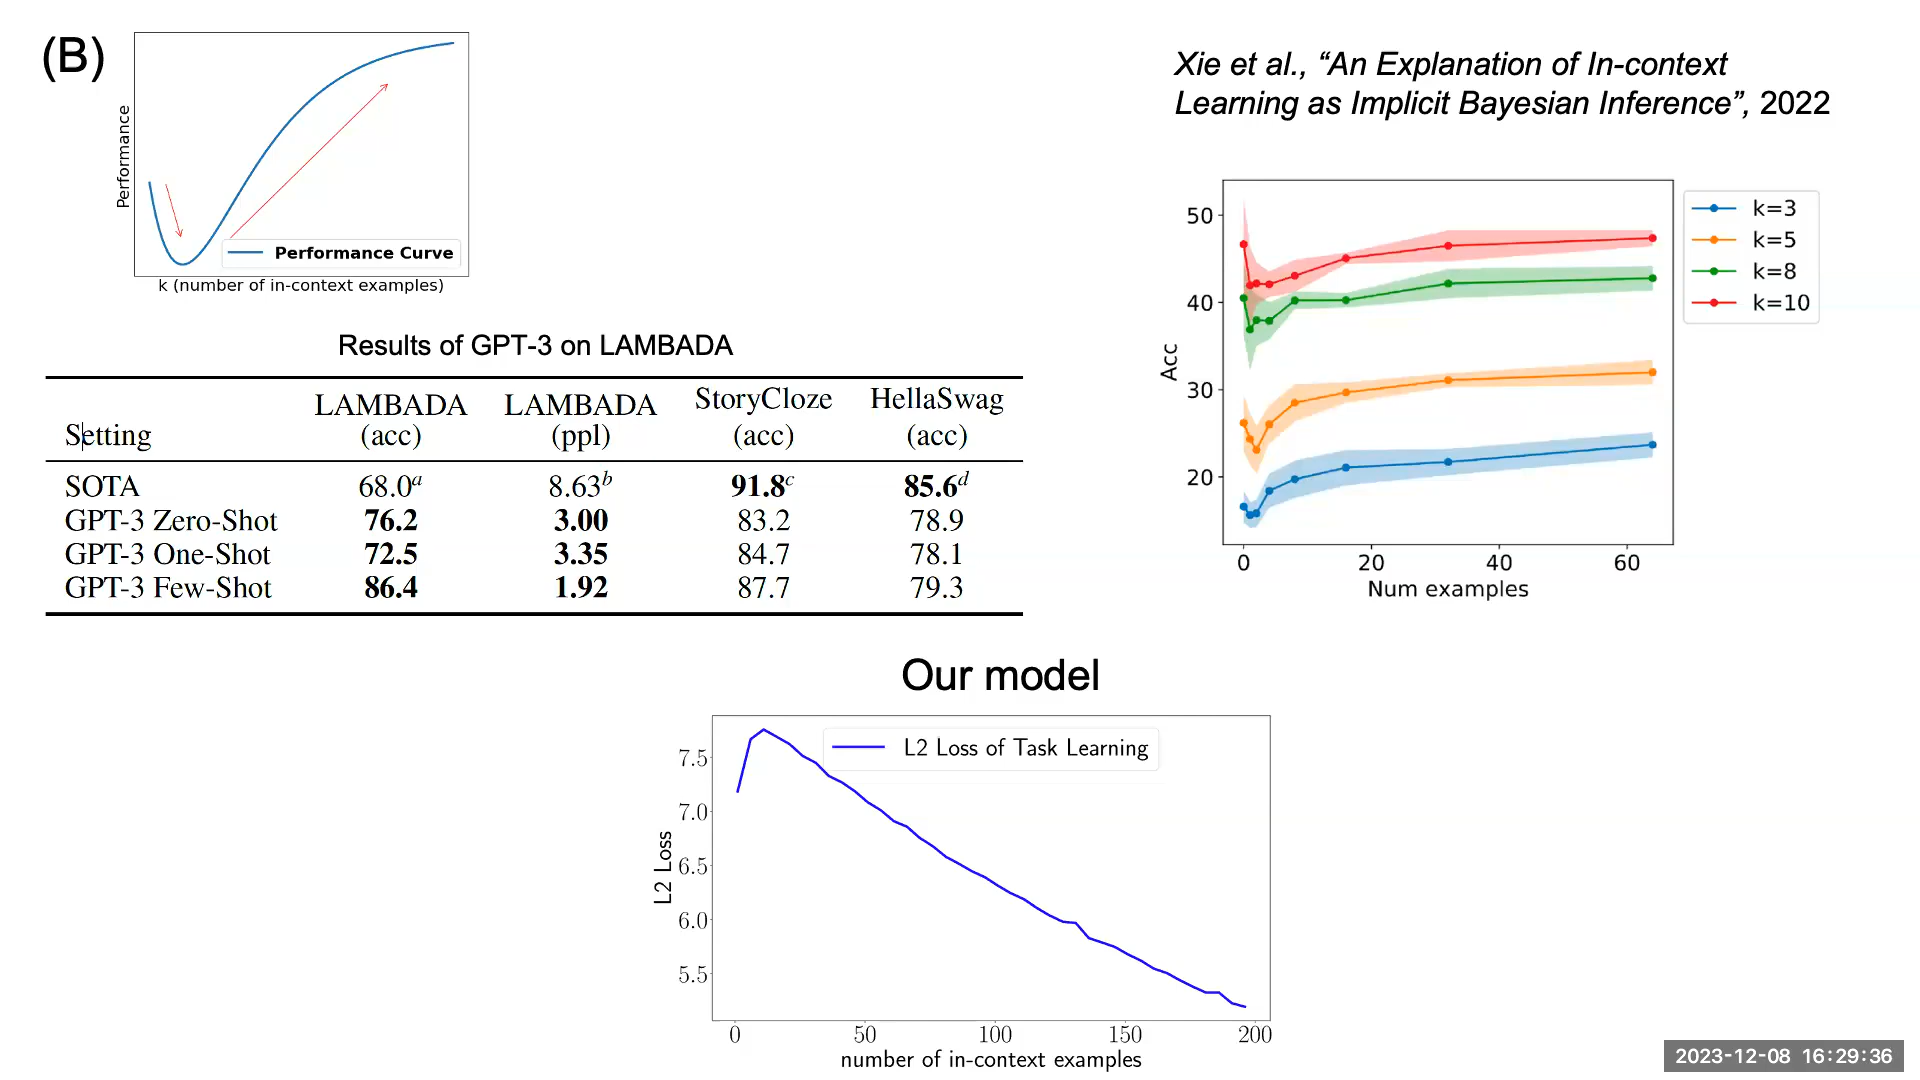 (B)
Performance
Performance Curve
k (number of in-context examples)
Xie et al., “An Explanation of In-context
Learning as Implicit Bayesian Inference”, 2022
Results of GPT-3 on LAMBADA
Setting LAMBADA (acc) LAMBADA (ppl) StoryCloze (acc) HellaSwag (acc)
SOTA 68.0a 8.63b 91.8c 85.6d
GPT-3 Zero-Shot 76.2 3.00 83.2 78.9
GPT-3 One-Shot 72.5 3.35 84.7 78.1
GPT-3 Few-Shot 86.4 1.92 87.7 79.3
50
40
30
20
Acc
0 20 40 60
Num examples
k=3
k=5
k=8
k=10
Our model
L2 Loss of Task Learning
7.5
7.0
6.5
6.0
5.5
L2 Loss
0 50 100 150 200
number of in-context examples
2023-12-08 16:29:36